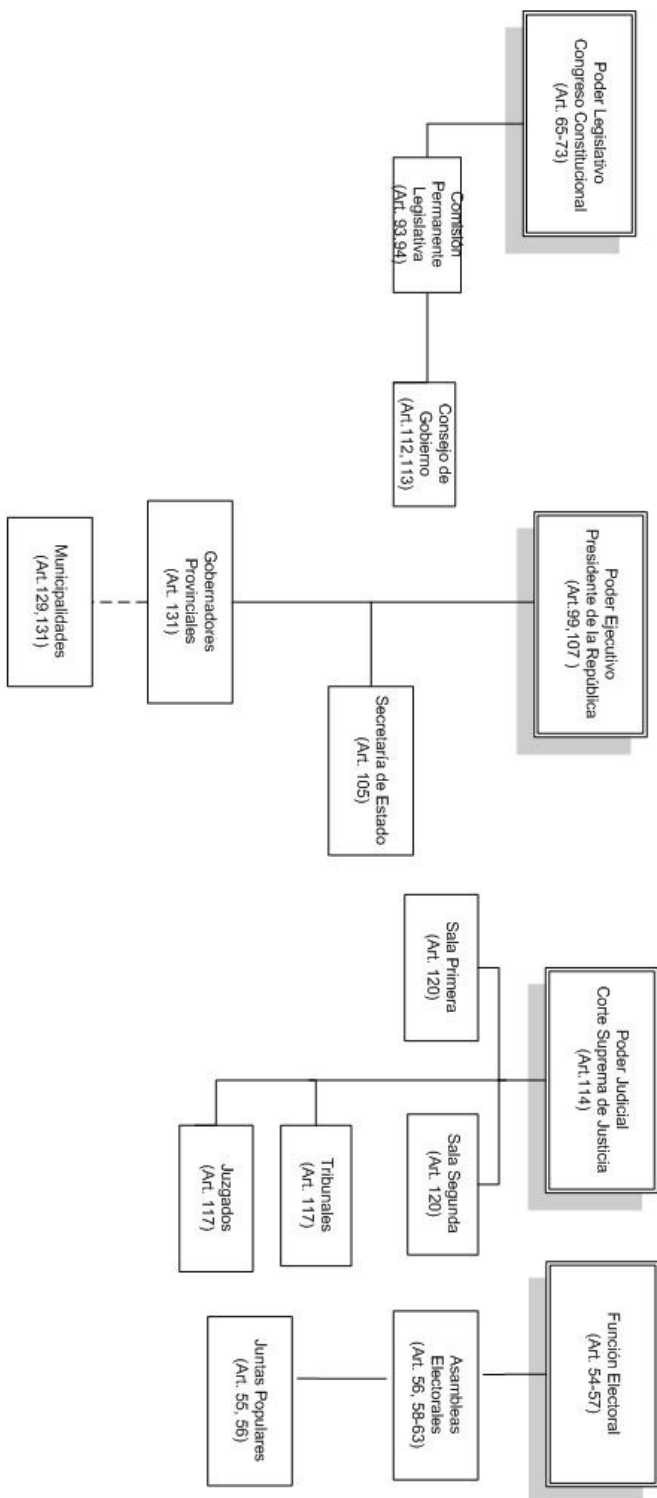 Poder Legislativo
Congreso Constitucional
(Art. 65-73)
Comisión
Permanente
Legislativa
(Art. 93,94)
Consejo de
Gobierno
(Art.112,113)
Poder Ejecutivo
Presidente de la República
(Art.99,107 )
Secretaría de Estado
(Art. 105)
Gobernadores
Provinciales
(Art. 131)
Municipalidades
(Art.129,131)
Poder Judicial
Corte Suprema de Justicia
(Art.114)
Sala Primera
(Art. 120)
Sala Segunda
(Art. 120)
Tribunales
(Art. 117)
Juzgados
(Art. 117)
Función Electoral
(Art. 54-57)
Asambleas
Electorales
(Art. 56, 58-63)
Juntas Populares
(Art. 55, 56)